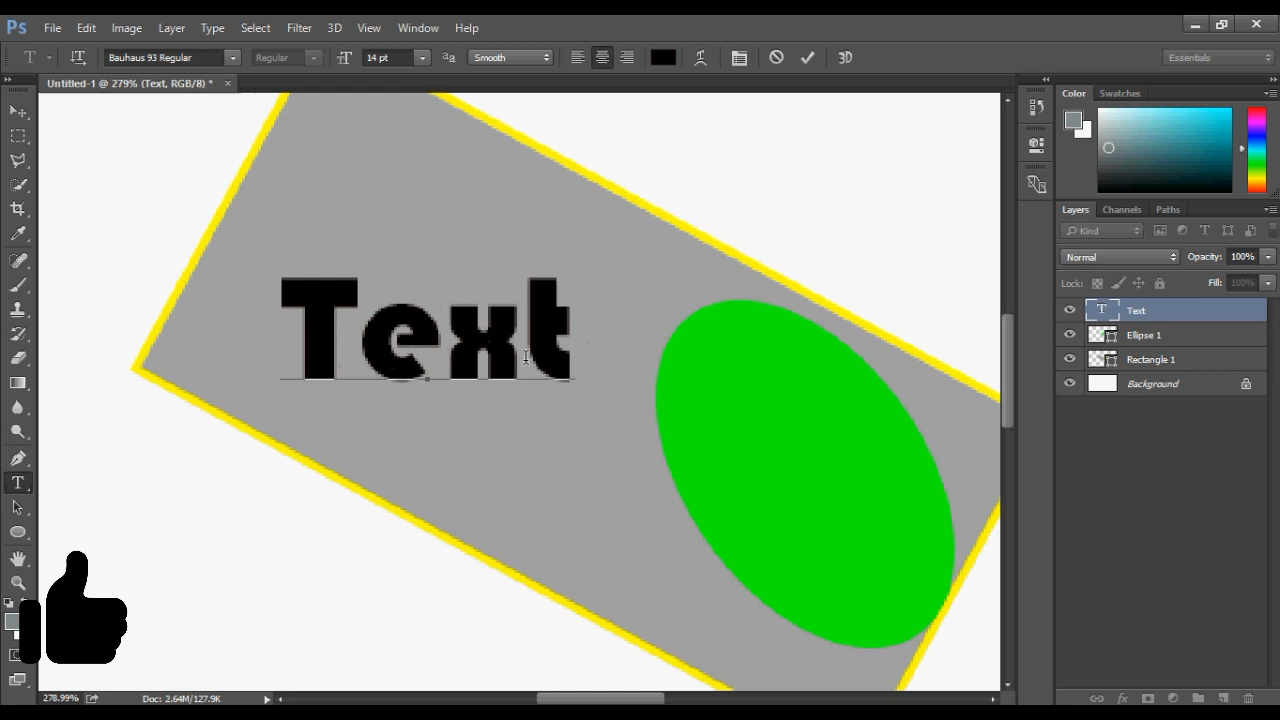 Ps File Edit Image Layer Type Select Filter 3D View Window Help
T Bauhaus 93 Regular Regular 14 pt aa Smooth 3D Essentials
Untitled-1 @ 279% (Text, RGB/8) * ×
Color Swatches
Layers Channels Paths
Kind
Normal Opacity: 100%
Lock: Fill: 100%
Text
Ellipse 1
Rectangle 1
Background
Text
278.99% Doc: 2.64M/127.9K